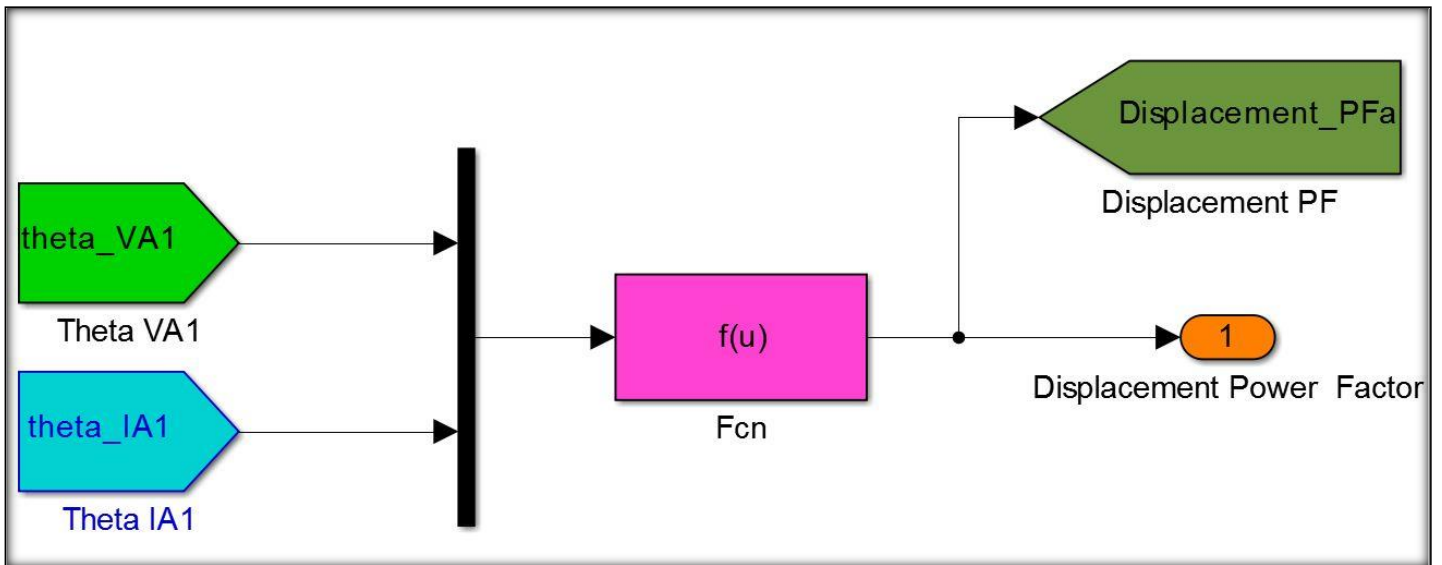 Displacement_PFa
Displacement PF
theta_VA1
Theta VA1
f(u)
Fcn
1
Displacement Power  Factor
theta_IA1
Theta IA1